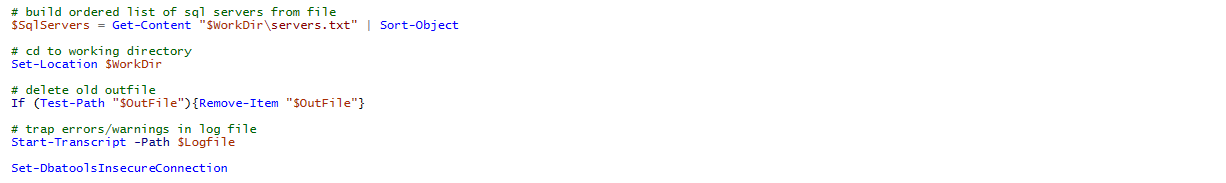 # build ordered list of sql servers from file
$SqlServers = Get-Content "$WorkDir\servers.txt" | Sort-Object
# cd to working directory
Set-Location $WorkDir
# delete old outfile
If (Test-Path "$OutFile"){Remove-Item "$OutFile"}
# trap errors/warnings in log file
Start-Transcript -Path $Logfile
Set-DbatoolsInsecureConnection